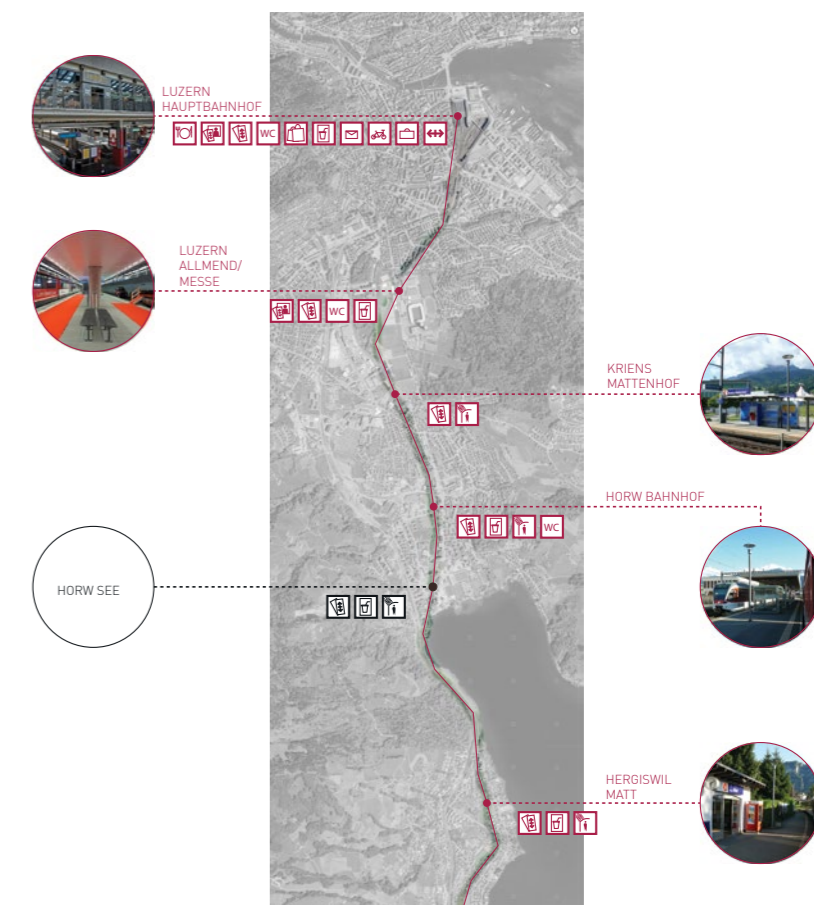 LUZERN
HAUPTBAHNHOF
WC
LUZERN
ALLMEND/
MESSE
WC
KRIENS
MATTENHOF
HORW BAHNHOF
WC
HORW SEE
HERGISWIL
MATT